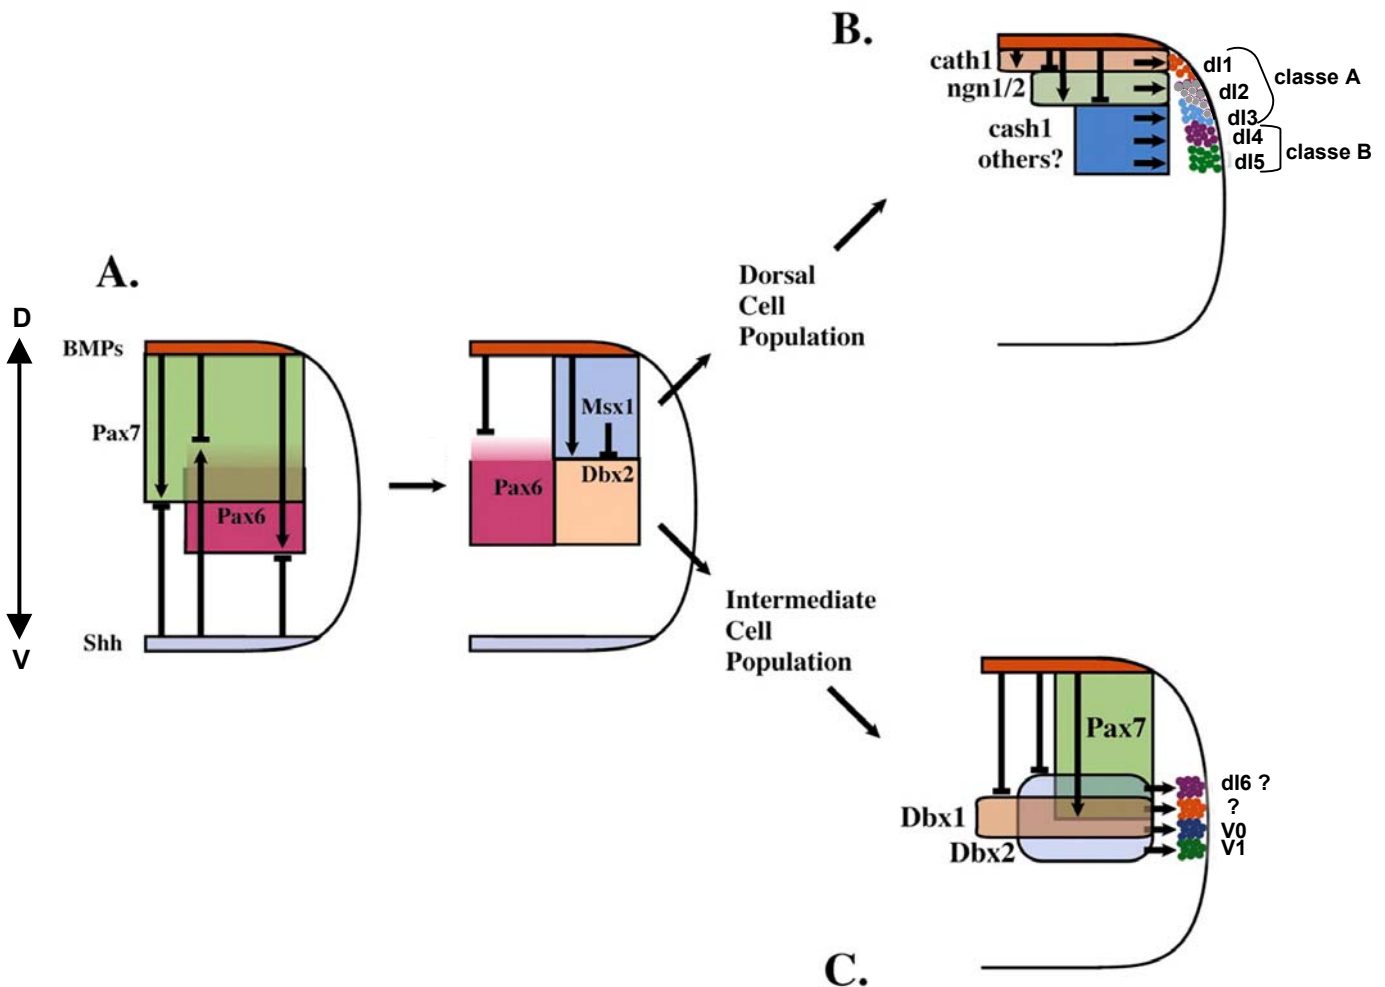 A.
D
V
BMPs
Pax7
Pax6
Shh
Msx1
Pax6
Dbx2
Dorsal
Cell
Population
Intermediate
Cell
Population
B.
cath1
ngn1/2
cash1
others?
dI1
dI2
dI3
dI4
dI5
classe A
classe B
Pax7
Dbx1
Dbx2
dI6 ?
?
V0
V1
C.